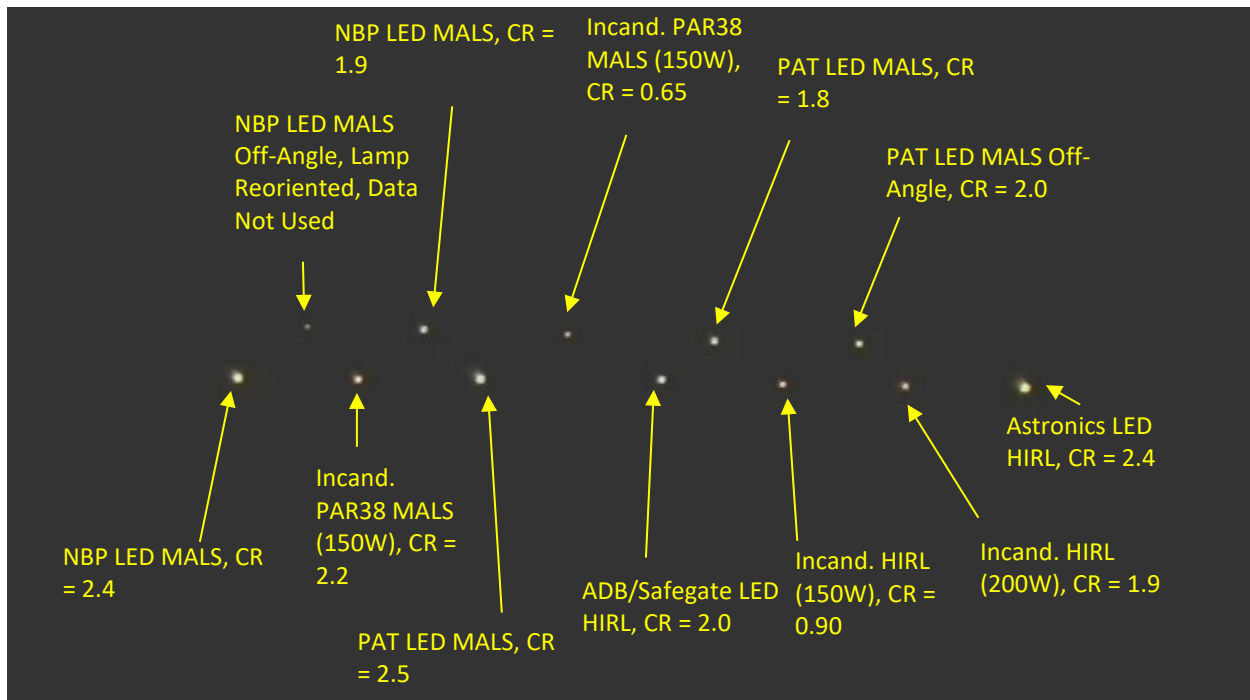 NBP LED MALS, CR =
1.9
Incand. PAR38
MALS (150W),
CR = 0.65
PAT LED MALS, CR
= 1.8
NBP LED MALS
Off-Angle, Lamp
Reoriented, Data
Not Used
PAT LED MALS Off-
Angle, CR = 2.0
Astronics LED
HIRL, CR = 2.4
NBP LED MALS, CR
= 2.4
Incand.
PAR38 MALS
(150W), CR =
2.2
PAT LED MALS, CR
= 2.5
ADB/Safegate LED
HIRL, CR = 2.0
Incand. HIRL
(150W), CR =
0.90
Incand. HIRL
(200W), CR = 1.9